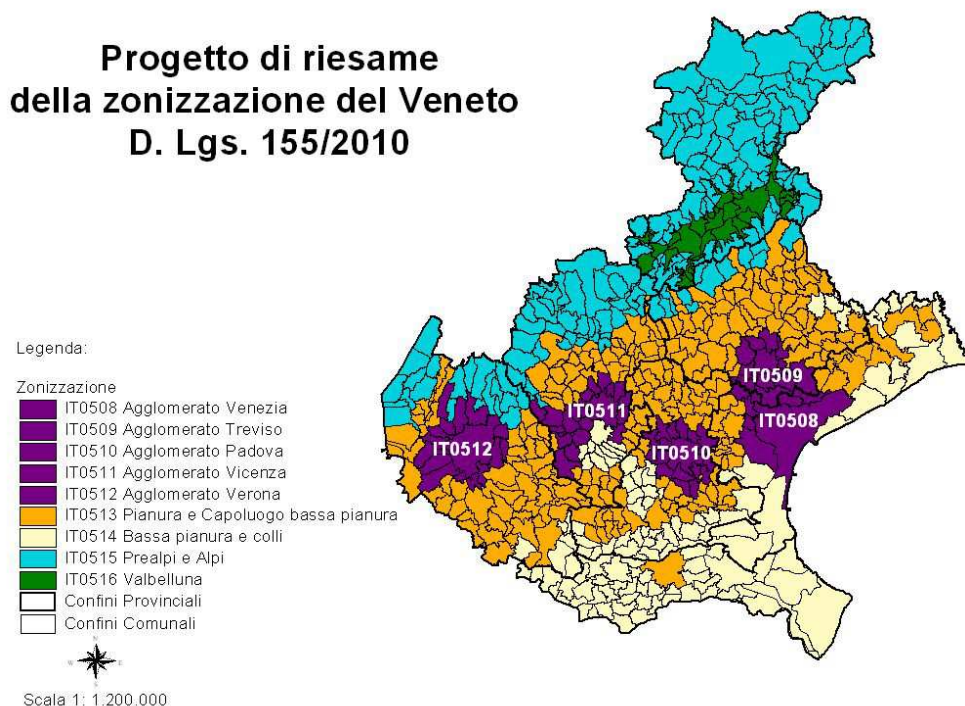 Progetto di riesame
della zonizzazione del Veneto
D. Lgs. 155/2010
Legenda:
Zonizzazione
IT0508 Agglomerato Venezia
IT0509 Agglomerato Treviso
IT0510 Agglomerato Padova
IT0511 Agglomerato Vicenza
IT0512 Agglomerato Verona
IT0513 Pianura e Capoluogo bassa pianura
IT0514 Bassa pianura e colli
IT0515 Prealpi e Alpi
IT0516 Valbelluna
Confini Provinciali
Confini Comunali
Scala 1: 1.200.000
IT0509
IT0511
IT0508
IT0512
IT0510